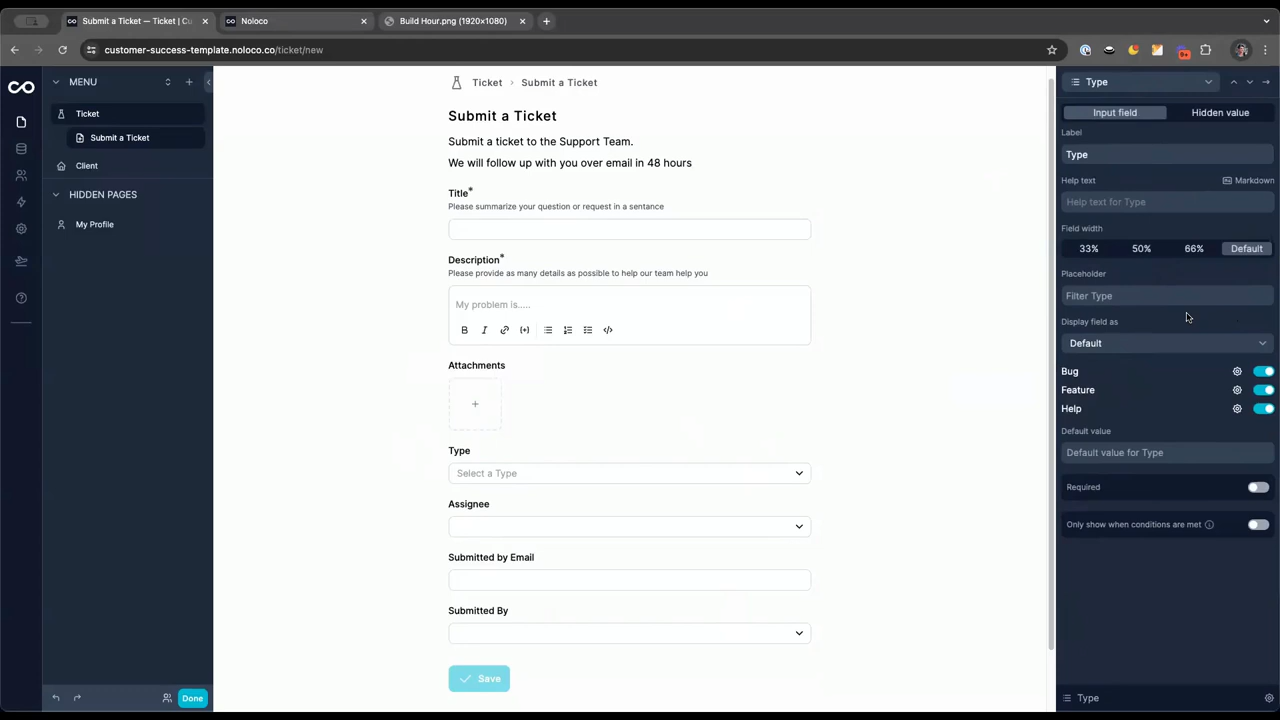 Submit a Ticket — Ticket | Cu
Noloco
Build Hour.png (1920×1080)
customer-success-template.noloco.co/ticket/new
MENU
Ticket
Submit a Ticket
Client
HIDDEN PAGES
My Profile
Done
Ticket > Submit a Ticket
Submit a Ticket
Submit a ticket to the Support Team.
We will follow up with you over email in 48 hours
Title*
Please summarize your question or request in a sentence
Description*
Please provide as many details as possible to help our team help you
My problem is.....
B I
Attachments
Type
Select a Type
Assignee
Submitted by Email
Submitted By
Save
Type
Input field Hidden value
Label
Type
Help text Markdown
Help text for Type
Field width
33% 50% 66% Default
Placeholder
Filter Type
Display field as
Default
Bug
Feature
Help
Default value
Default value for Type
Required
Only show when conditions are met
Type